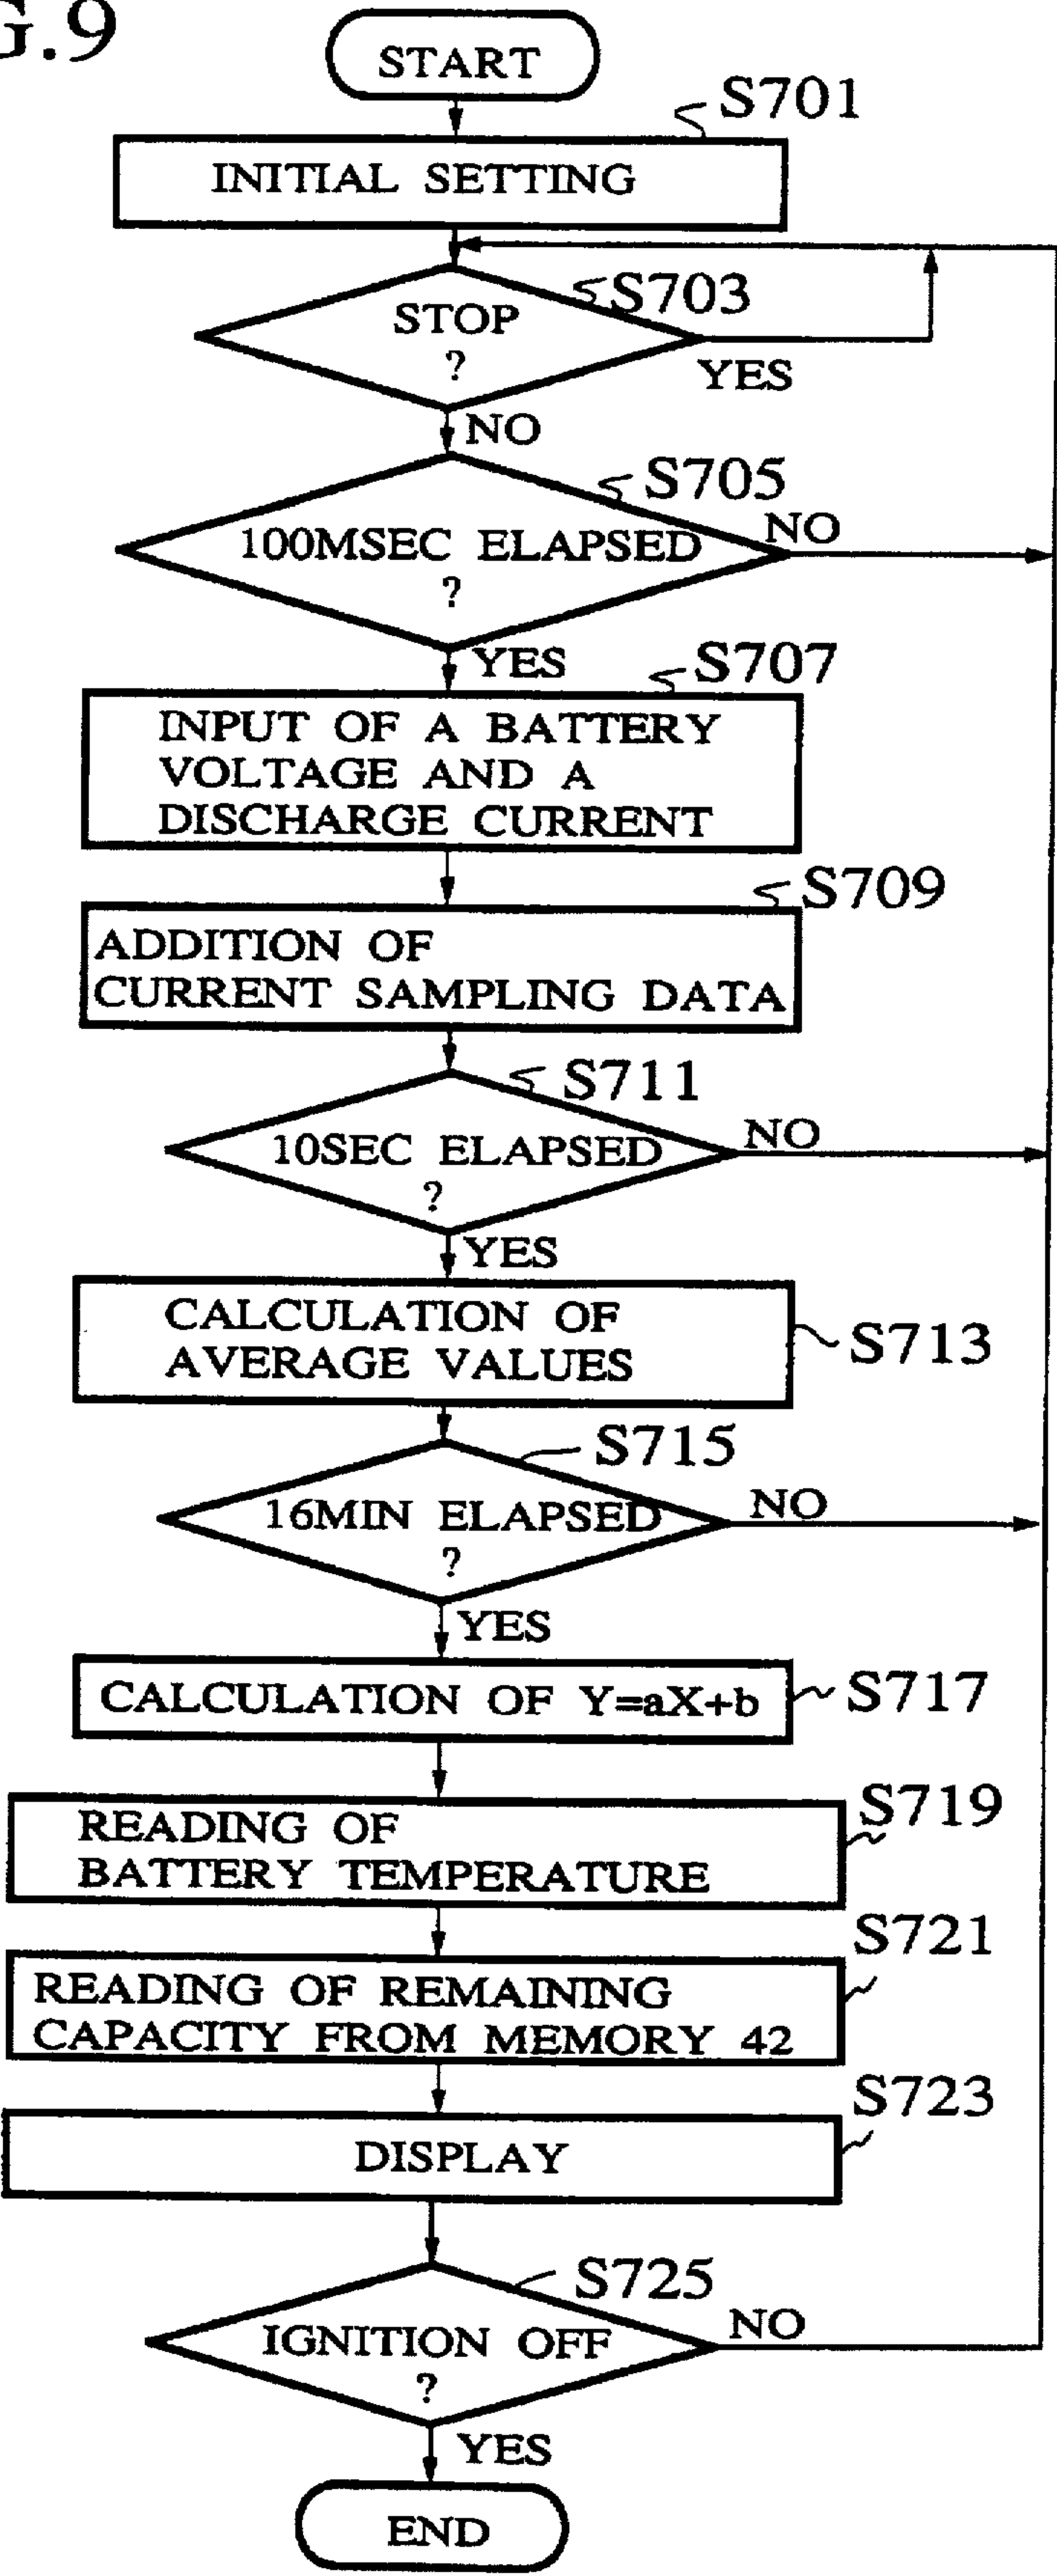 G.9
START
S701
INITIAL SETTING
S703
STOP
?
YES
NO
S705
100MSEC ELAPSED
?
NO
YES
S707
INPUT OF A BATTERY
VOLTAGE AND A
DISCHARGE CURRENT
S709
ADDITION OF
CURRENT SAMPLING DATA
S711
10SEC ELAPSED
?
NO
YES
CALCULATION OF
AVERAGE VALUES
S713
S715
16MIN ELAPSED
?
NO
YES
CALCULATION OF Y=aX+b
S717
S719
READING OF
BATTERY TEMPERATURE
S721
READING OF REMAINING
CAPACITY FROM MEMORY 42
S723
DISPLAY
S725
IGNITION OFF
?
NO
YES
END